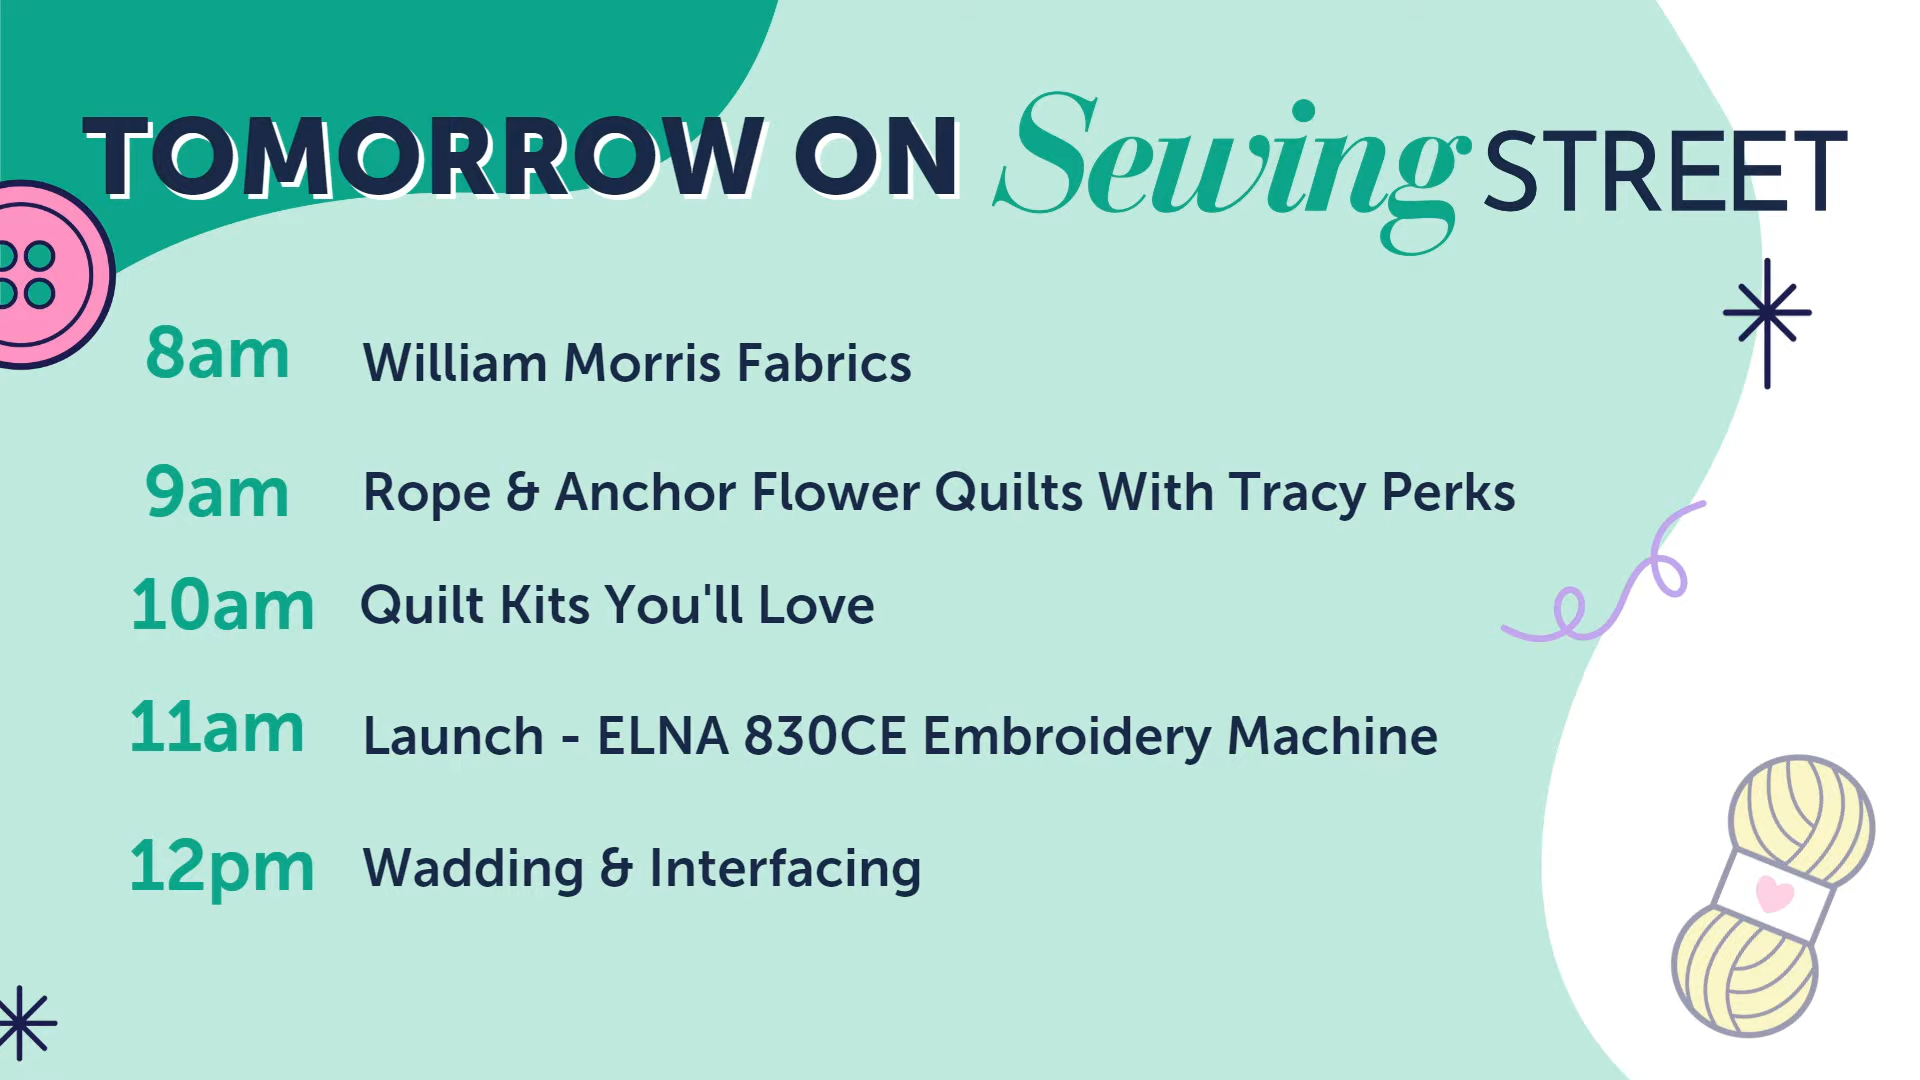 TOMORROW ON Sewing STREET
8am William Morris Fabrics
9am Rope & Anchor Flower Quilts With Tracy Perks
10am Quilt Kits You'll Love
11am Launch - ELNA 830CE Embroidery Machine
12pm Wadding & Interfacing